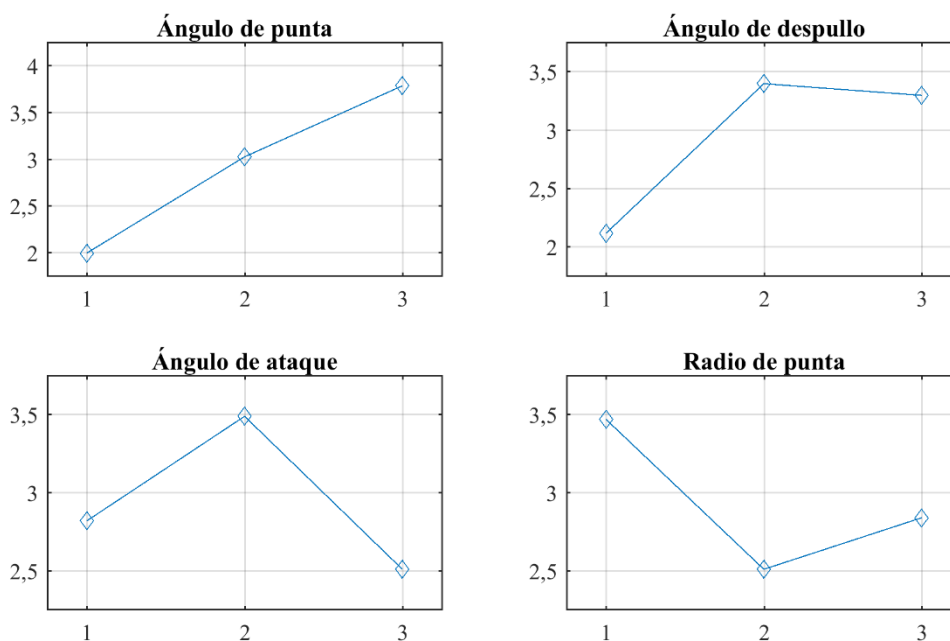 Ángulo de punta
4
3,5
3
2,5
2
1 2 3
Ángulo de despullo
3,5
3
2,5
2
1 2 3
Ángulo de ataque
3,5
3
2,5
1 2 3
Radio de punta
3,5
3
2,5
1 2 3